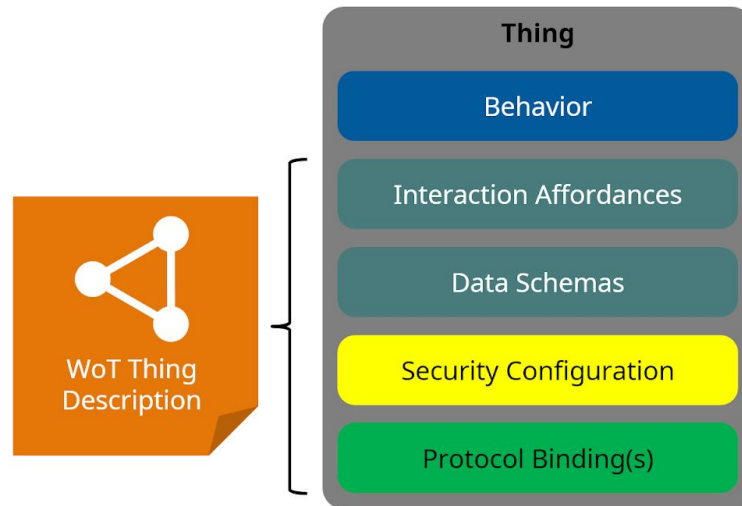 Thing
Behavior
Interaction Affordances
Data Schemas
Security Configuration
Protocol Binding(s)
WoT Thing
Description